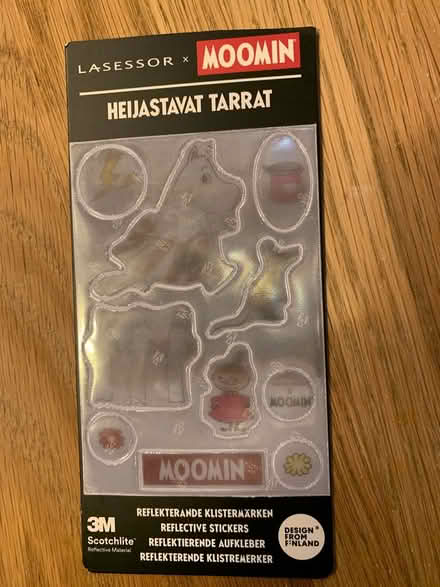 LASESSOR x MOOMIN
HEIJASTAVAT TARRAT
MOOMIN
MOOMIN
REFLEKTERANDE KLISTERMÄRKEN
REFLECTIVE STICKERS
REFLEKTIERENDE AUFKLEBER
REFLEKTERENDE KLISTREMERKER
3M
Scotchlite
Reflective Material
DESIGN
FROM
FINLAND